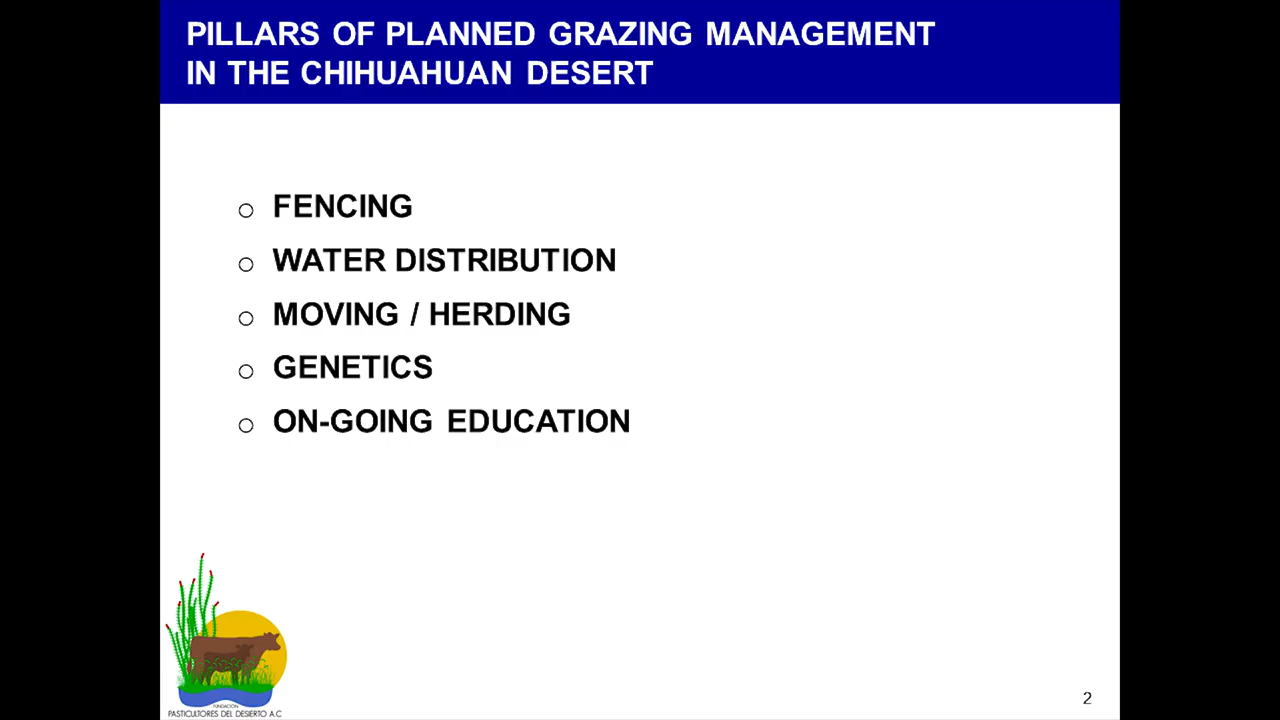 PILLARS OF PLANNED GRAZING MANAGEMENT
IN THE CHIHUAHUAN DESERT
FENCING
WATER DISTRIBUTION
MOVING / HERDING
GENETICS
ON-GOING EDUCATION
FUNDACIÓN
PASTICULTORES DEL DESIERTO A.C
2